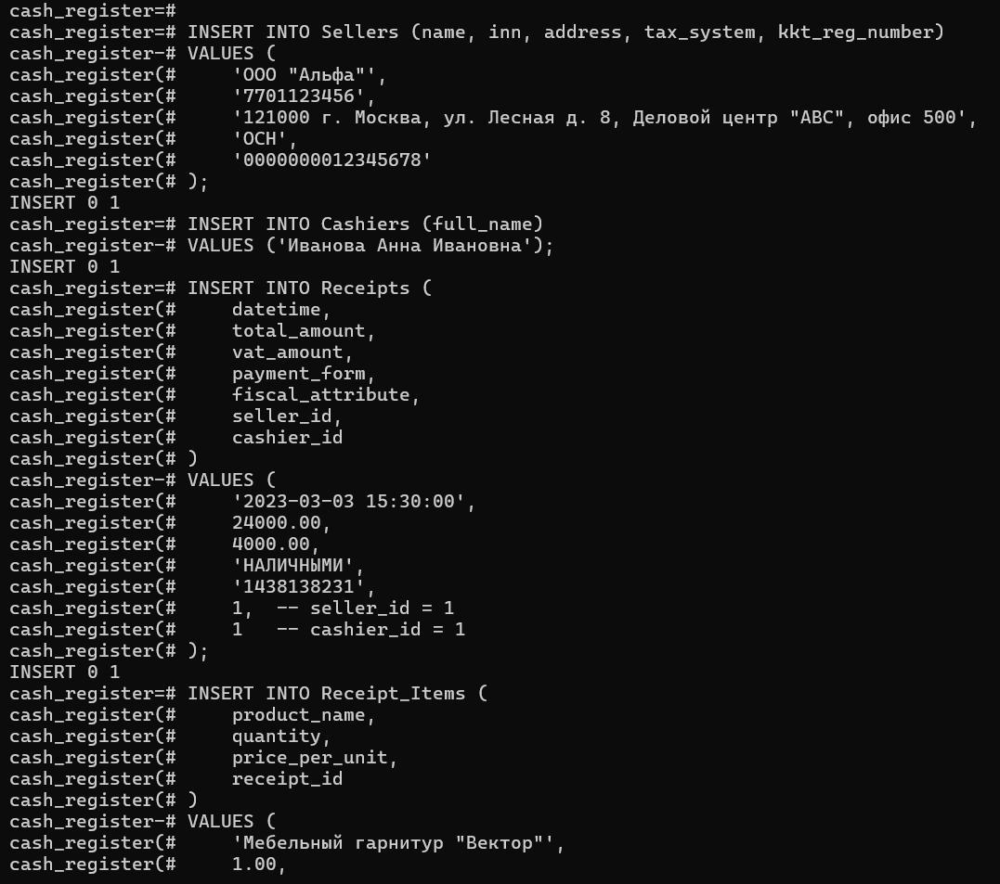 cash_register=#
cash_register=# INSERT INTO Sellers (name, inn, address, tax_system, kkt_reg_number)
cash_register-# VALUES (
cash_register(#     'ООО "Альфа"',
cash_register(#     '7701123456',
cash_register(#     '121000 г. Москва, ул. Лесная д. 8, Деловой центр "АВС", офис 500',
cash_register(#     'ОСН',
cash_register(#     '0000000012345678'
cash_register(# );
INSERT 0 1
cash_register=# INSERT INTO Cashiers (full_name)
cash_register-# VALUES ('Иванова Анна Ивановна');
INSERT 0 1
cash_register=# INSERT INTO Receipts (
cash_register(#     datetime,
cash_register(#     total_amount,
cash_register(#     vat_amount,
cash_register(#     payment_form,
cash_register(#     fiscal_attribute,
cash_register(#     seller_id,
cash_register(#     cashier_id
cash_register(# )
cash_register-# VALUES (
cash_register(#     '2023-03-03 15:30:00',
cash_register(#     24000.00,
cash_register(#     4000.00,
cash_register(#     'НАЛИЧНЫМИ',
cash_register(#     '1438138231',
cash_register(#     1,  -- seller_id = 1
cash_register(#     1   -- cashier_id = 1
cash_register(# );
INSERT 0 1
cash_register=# INSERT INTO Receipt_Items (
cash_register(#     product_name,
cash_register(#     quantity,
cash_register(#     price_per_unit,
cash_register(#     receipt_id
cash_register(# )
cash_register-# VALUES (
cash_register(#     'Мебельный гарнитур "Вектор"',
cash_register(#     1.00,